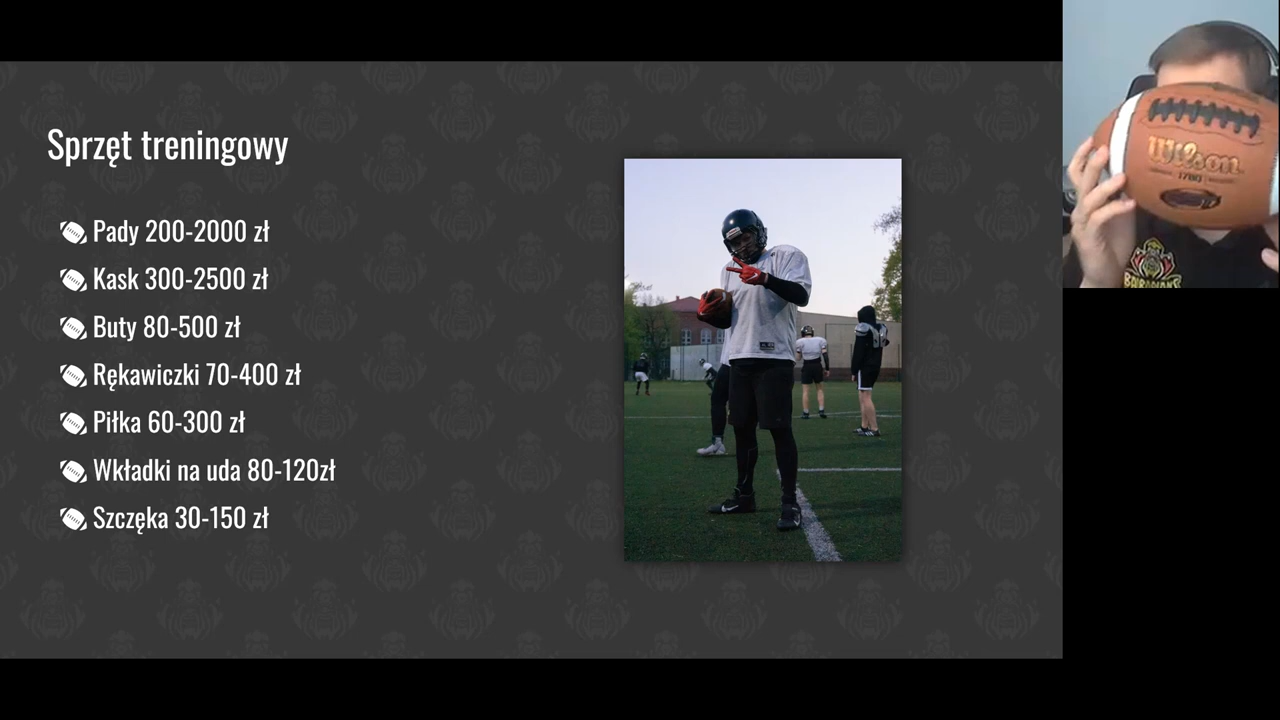 Sprzęt treningowy
Pady 200-2000 zł
Kask 300-2500 zł
Buty 80-500 zł
Rękawiczki 70-400 zł
Piłka 60-300 zł
Wkładki na uda 80-120zł
Szczęka 30-150 zł
Wilson
1780